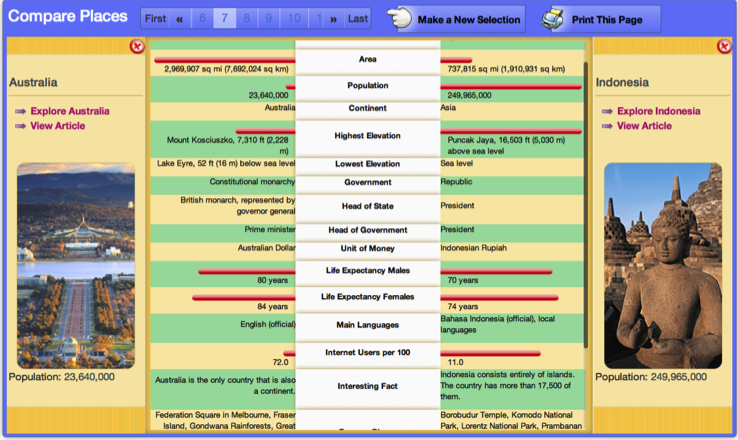 Compare Places
First « 6 7 8 9 10 1 » Last
Make a New Selection
Print This Page
Australia
Explore Australia
View Article
Population: 23,640,000
Area
2,969,907 sq mi (7,692,024 sq km)
737,815 sq mi (1,910,931 sq km)
Population
23,640,000
249,965,000
Australia
Continent
Asia
Highest Elevation
Mount Kosciuszko, 7,310 ft (2,228
m)
Puncak Jaya, 16,503 ft (5,030 m)
above sea level
Lake Eyre, 52 ft (16 m) below sea level
Lowest Elevation
Sea level
Constitutional monarchy
Government
Republic
British monarch, represented by
governor general
Head of State
President
Prime minister
Head of Government
President
Australian Dollar
Unit of Money
Indonesian Rupiah
Life Expectancy Males
80 years
70 years
Life Expectancy Females
84 years
74 years
English (official)
Main Languages
Bahasa Indonesia (official), local
languages
Internet Users per 100
72.0
11.0
Australia is the only country that is also
a continent.
Interesting Fact
Indonesia consists entirely of islands.
The country has more than 17,500 of
them.
Federation Square in Melbourne, Fraser
Island, Gondwana Rainforests, Great
Borobudur Temple, Komodo National
Park, Lorentz National Park, Prambanan
Indonesia
Explore Indonesia
View Article
Population: 249,965,000